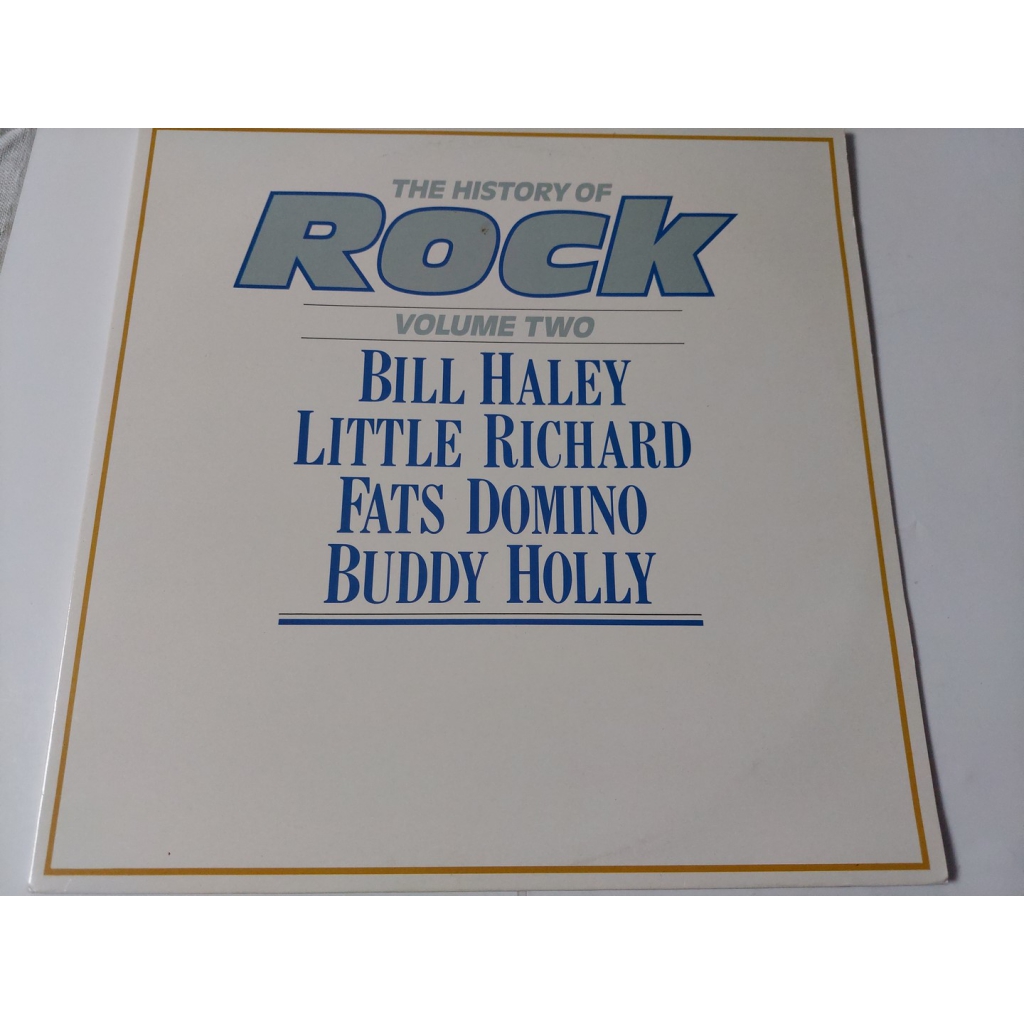 THE HISTORY OF
ROCK
VOLUME TWO
BILL HALEY
LITTLE RICHARD
FATS DOMINO
BUDDY HOLLY